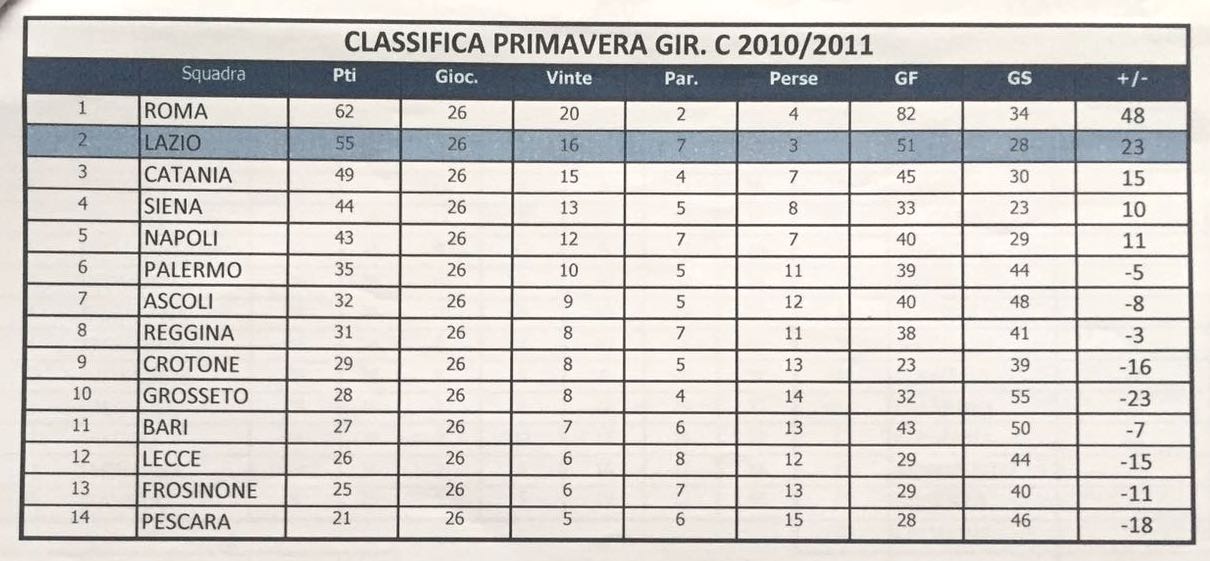 CLASSIFICA PRIMAVERA GIR. C 2010/2011
Squadra Pti Gioc. Vinte Par. Perse GF GS +/-
1 ROMA 62 26 20 2 4 82 34 48
2 LAZIO 55 26 16 7 3 51 28 23
3 CATANIA 49 26 15 4 7 45 30 15
4 SIENA 44 26 13 5 8 33 23 10
5 NAPOLI 43 26 12 7 7 40 29 11
6 PALERMO 35 26 10 5 11 39 44 -5
7 ASCOLI 32 26 9 5 12 40 48 -8
8 REGGINA 31 26 8 7 11 38 41 -3
9 CROTONE 29 26 8 5 13 23 39 -16
10 GROSSETO 28 26 8 4 14 32 55 -23
11 BARI 27 26 7 6 13 43 50 -7
12 LECCE 26 26 6 8 12 29 44 -15
13 FROSINONE 25 26 6 7 13 29 40 -11
14 PESCARA 21 26 5 6 15 28 46 -18